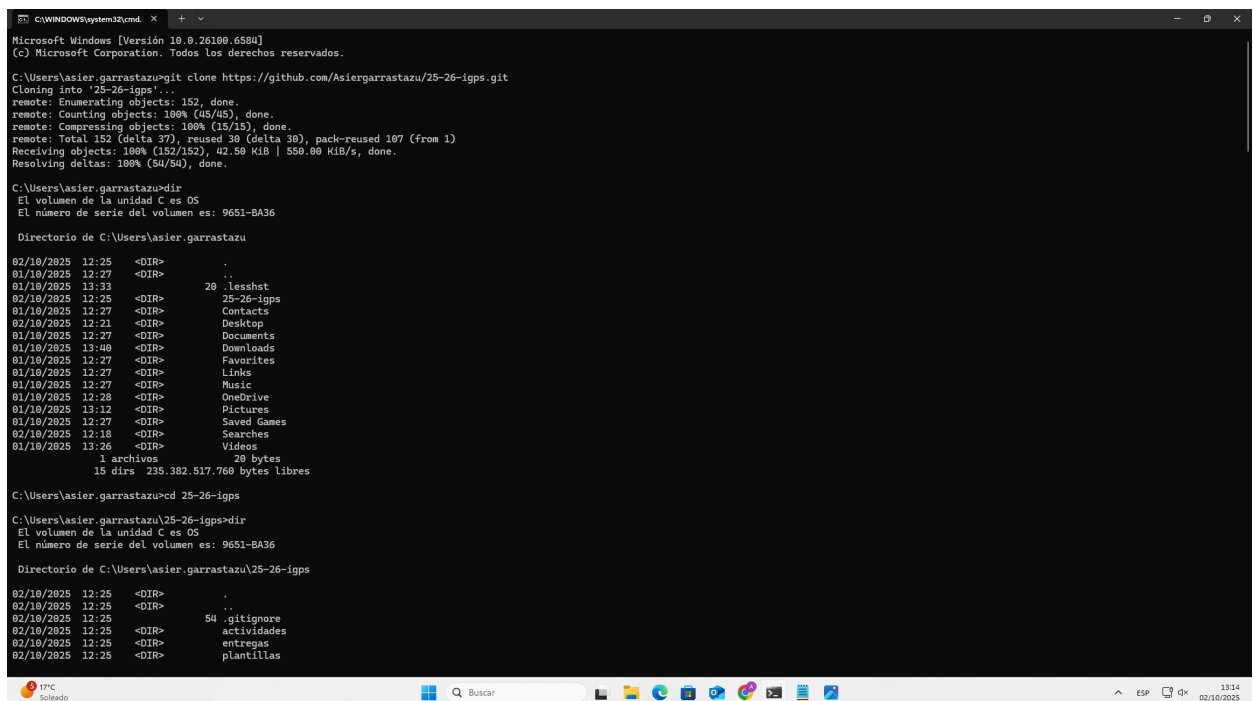 C:\WINDOWS\system32\cmd.
Microsoft Windows [Versión 10.0.26100.6584]
(c) Microsoft Corporation. Todos los derechos reservados.
C:\Users\asier.garrastazu>git clone https://github.com/Asiergarrastazu/25-26-igps.git
Cloning into '25-26-igps'...
remote: Enumerating objects: 152, done.
remote: Counting objects: 100% (45/45), done.
remote: Compressing objects: 100% (15/15), done.
remote: Total 152 (delta 37), reused 30 (delta 30), pack-reused 107 (from 1)
Receiving objects: 100% (152/152), 42.50 KiB | 550.00 KiB/s, done.
Resolving deltas: 100% (54/54), done.
C:\Users\asier.garrastazu>dir
El volumen de la unidad C es OS
El número de serie del volumen es: 9651-BA36
Directorio de C:\Users\asier.garrastazu
02/10/2025 12:25 <DIR> .
01/10/2025 12:27 <DIR> ..
01/10/2025 13:33 20 .lesshst
02/10/2025 12:25 <DIR> 25-26-igps
01/10/2025 12:27 <DIR> Contacts
02/10/2025 12:21 <DIR> Desktop
01/10/2025 12:27 <DIR> Documents
01/10/2025 13:40 <DIR> Downloads
01/10/2025 12:27 <DIR> Favorites
01/10/2025 12:27 <DIR> Links
01/10/2025 12:27 <DIR> Music
01/10/2025 12:28 <DIR> OneDrive
01/10/2025 13:12 <DIR> Pictures
01/10/2025 12:27 <DIR> Saved Games
02/10/2025 12:18 <DIR> Searches
01/10/2025 13:26 <DIR> Videos
1 archivos 20 bytes
15 dirs 235.382.517.760 bytes libres
C:\Users\asier.garrastazu>cd 25-26-igps
C:\Users\asier.garrastazu\25-26-igps>dir
El volumen de la unidad C es OS
El número de serie del volumen es: 9651-BA36
Directorio de C:\Users\asier.garrastazu\25-26-igps
02/10/2025 12:25 <DIR> .
02/10/2025 12:25 <DIR> ..
02/10/2025 12:25 54 .gitignore
02/10/2025 12:25 <DIR> actividades
02/10/2025 12:25 <DIR> entregas
02/10/2025 12:25 <DIR> plantillas
5
17°C
Soleado
Buscar
ESP
13:14
02/10/2025